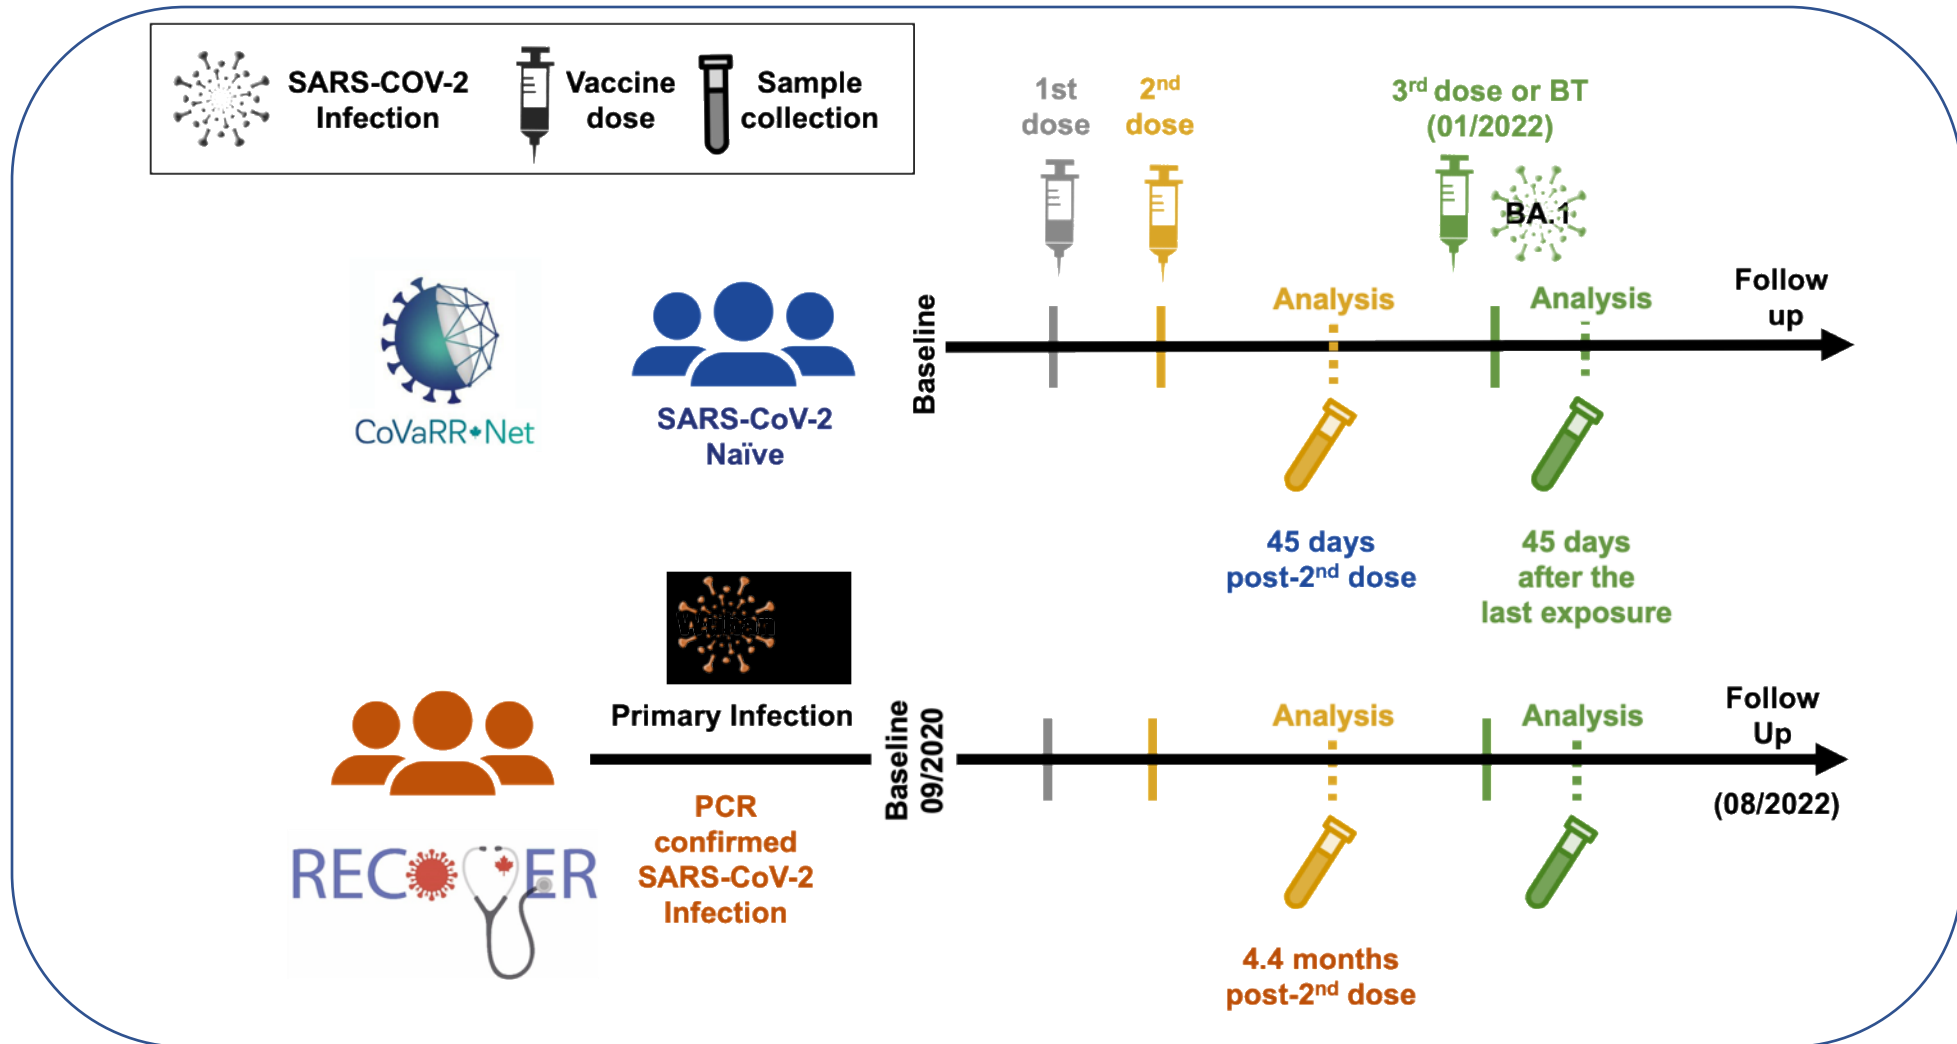 SARS-COV-2
Infection
Vaccine
dose
Sample
collection
1st
dose
2nd
dose
3rd dose or BT
(01/2022)
BA.1
CoVaRR Net
SARS-CoV-2
Naïve
Baseline
Analysis
Analysis
Follow
up
45 days
post-2nd dose
45 days
after the
last exposure
Wuhan
Primary Infection
RECOVER
PCR
confirmed
SARS-CoV-2
Infection
Baseline
09/2020
Analysis
Analysis
Follow
Up
(08/2022)
4.4 months
post-2nd dose